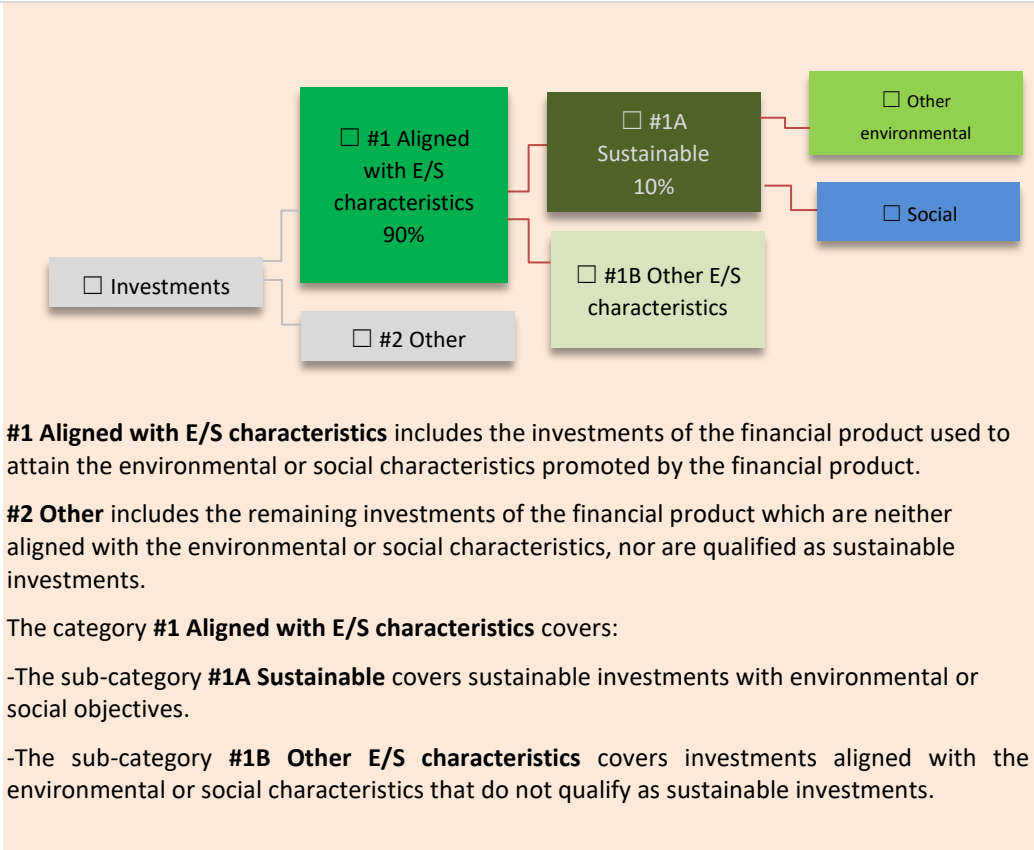 ☐ #1 Aligned
with E/S
characteristics
90%
☐ #1A
Sustainable
10%
☐ Other
environmental
☐ Social
☐ #1B Other E/S
characteristics
☐ Investments
☐ #2 Other
#1 Aligned with E/S characteristics includes the investments of the financial product used to
attain the environmental or social characteristics promoted by the financial product.
#2 Other includes the remaining investments of the financial product which are neither
aligned with the environmental or social characteristics, nor are qualified as sustainable
investments.
The category #1 Aligned with E/S characteristics covers:
-The sub-category #1A Sustainable covers sustainable investments with environmental or
social objectives.
-The sub-category #1B Other E/S characteristics covers investments aligned with the
environmental or social characteristics that do not qualify as sustainable investments.